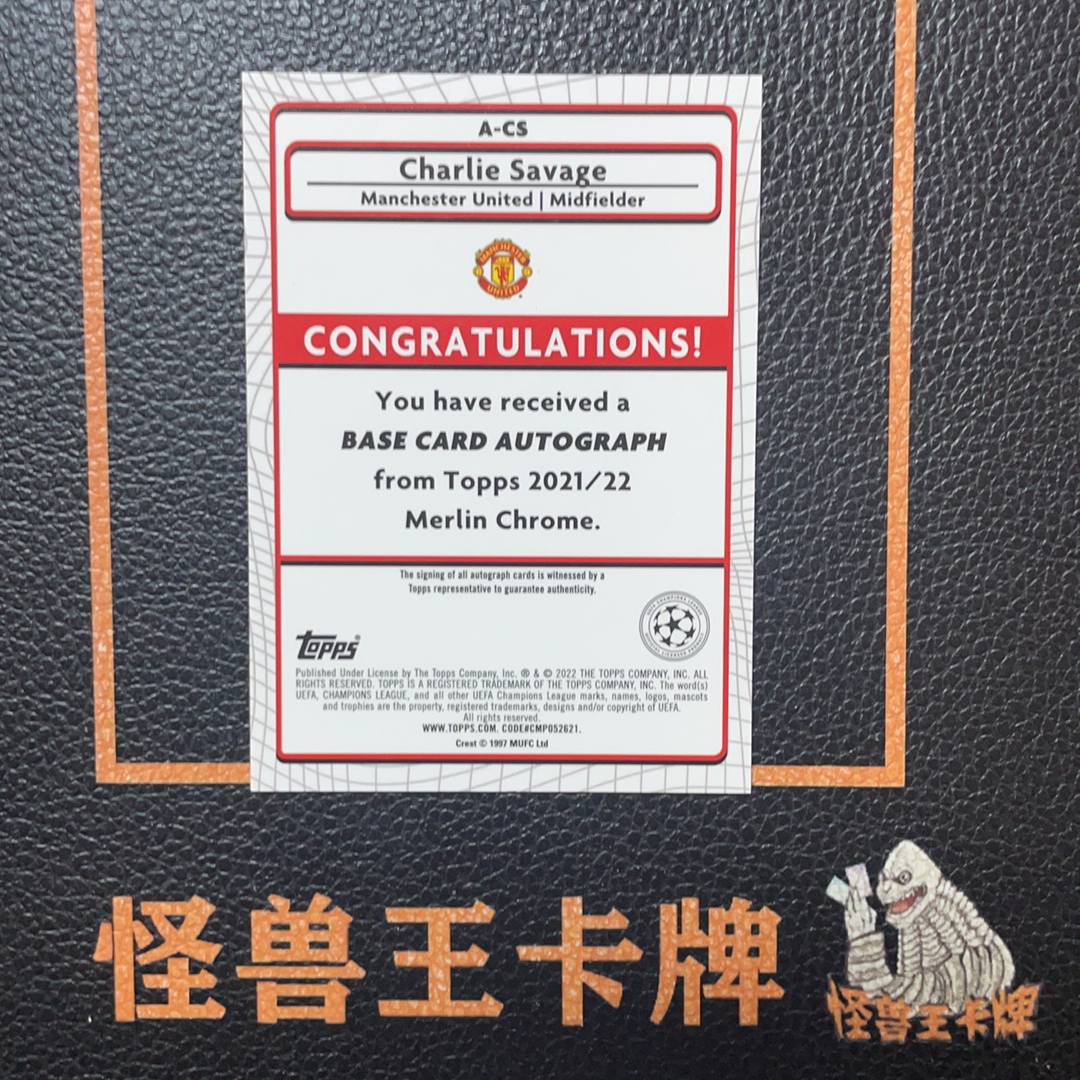 A-CS
Charlie Savage
Manchester United | Midfielder
MANCHESTER
UNITED
CONGRATULATIONS!
You have received a
BASE CARD AUTOGRAPH
from Topps 2021/22
Merlin Chrome.
The signing of all autograph cards is witnessed by a
Topps representative to guarantee authenticity.
Topps®
Published Under License by The Topps Company, Inc. ® & © 2022 THE TOPPS COMPANY, INC. ALL
RIGHTS RESERVED. TOPPS IS A REGISTERED TRADEMARK OF THE TOPPS COMPANY, INC. The word(s)
UEFA, CHAMPIONS LEAGUE, and all other UEFA Champions League marks, names, logos, mascots
and trophies are the property, registered trademarks, designs and/or copyright of UEFA.
All rights reserved.
WWW.TOPPS.COM. CODE#CMP052621.
Crest © 1997 MUFC Ltd
怪兽王卡牌
怪兽王卡牌